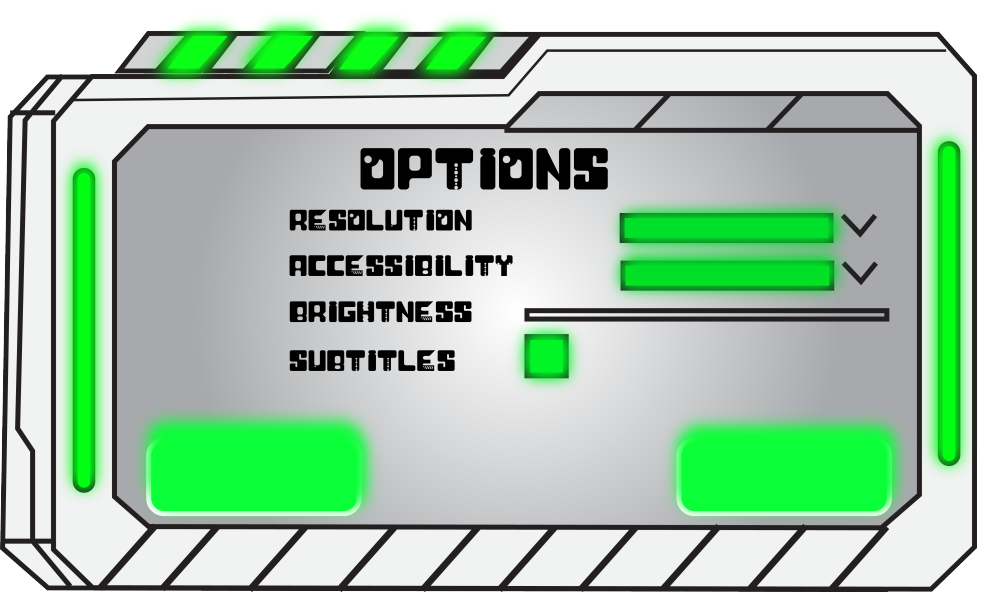 OPTIONS
RESOLUTION
ACCESSIBILITY
BRIGHTNESS
SUBTITLES